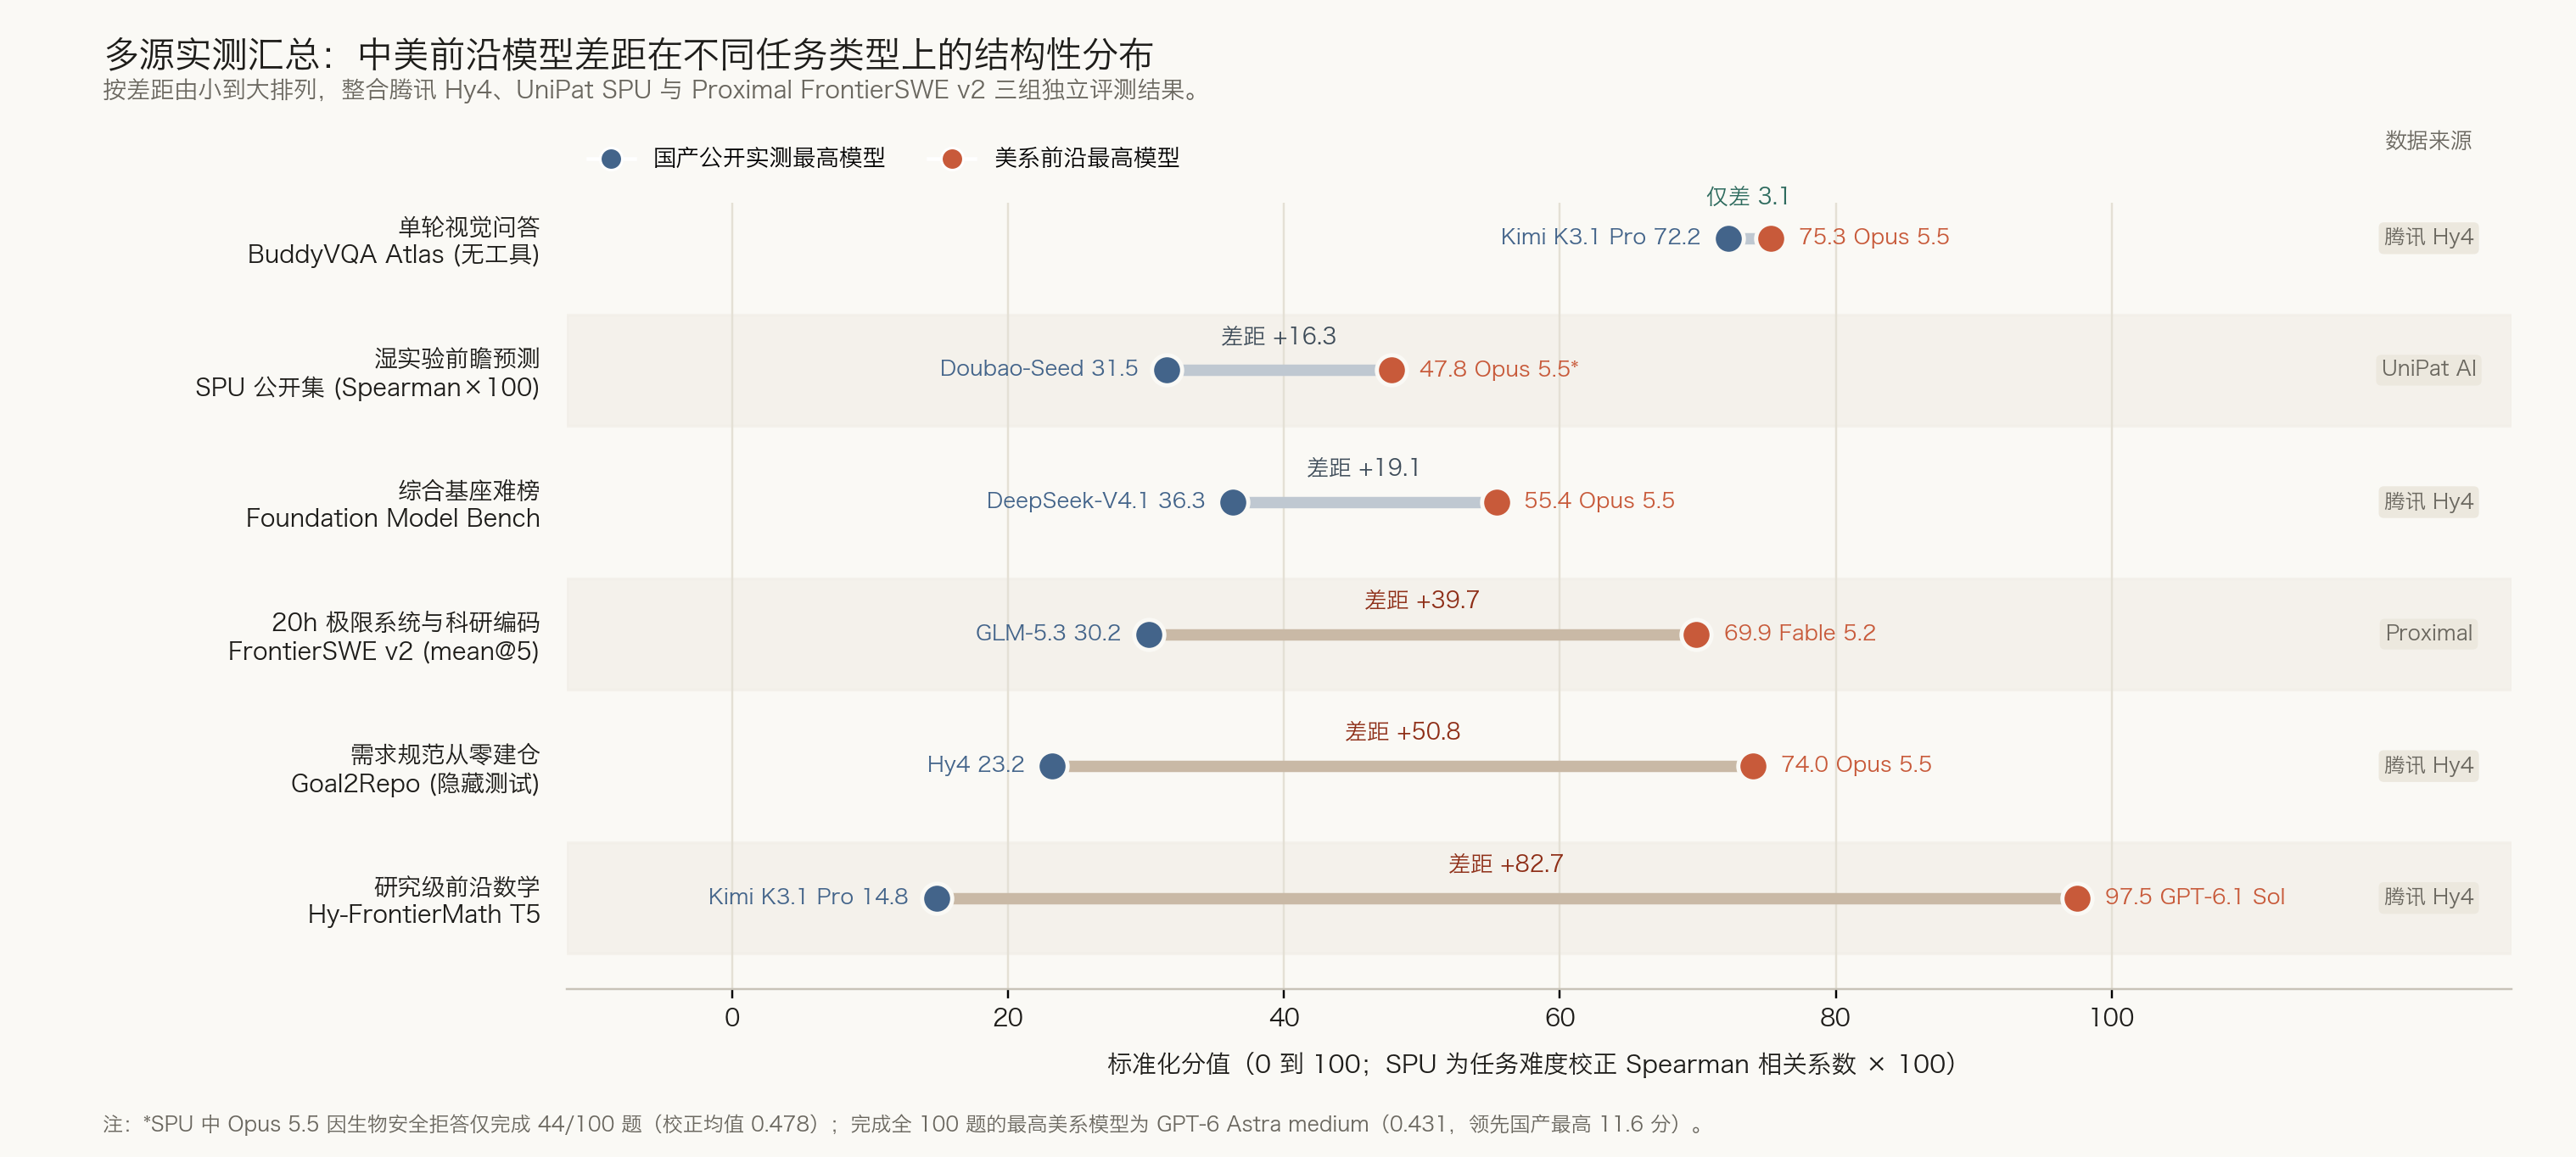 多源实测汇总：中美前沿模型差距在不同任务类型上的结构性分布
按差距由小到大排列，整合腾讯 Hy4、UniPat SPU 与 Proximal FrontierSWE v2 三组独立评测结果。
数据来源
国产公开实测最高模型
美系前沿最高模型
仅差 3.1
单轮视觉问答
BuddyVQA Atlas (无工具)
Kimi K3.1 Pro 72.2
75.3 Opus 5.5
腾讯 Hy4
差距 +16.3
湿实验前瞻预测
SPU 公开集 (Spearman×100)
Doubao-Seed 31.5
47.8 Opus 5.5*
UniPat AI
差距 +19.1
综合基座难榜
Foundation Model Bench
DeepSeek-V4.1 36.3
55.4 Opus 5.5
腾讯 Hy4
差距 +39.7
20h 极限系统与科研编码
FrontierSWE v2 (mean@5)
GLM-5.3 30.2
69.9 Fable 5.2
Proximal
差距 +50.8
需求规范从零建仓
Goal2Repo (隐藏测试)
Hy4 23.2
74.0 Opus 5.5
腾讯 Hy4
差距 +82.7
研究级前沿数学
Hy-FrontierMath T5
Kimi K3.1 Pro 14.8
97.5 GPT-6.1 Sol
腾讯 Hy4
0 20 40 60 80 100
标准化分值（0 到 100；SPU 为任务难度校正 Spearman 相关系数 × 100）
注：*SPU 中 Opus 5.5 因生物安全拒答仅完成 44/100 题（校正均值 0.478）；完成全 100 题的最高美系模型为 GPT-6 Astra medium（0.431，领先国产最高 11.6 分）。